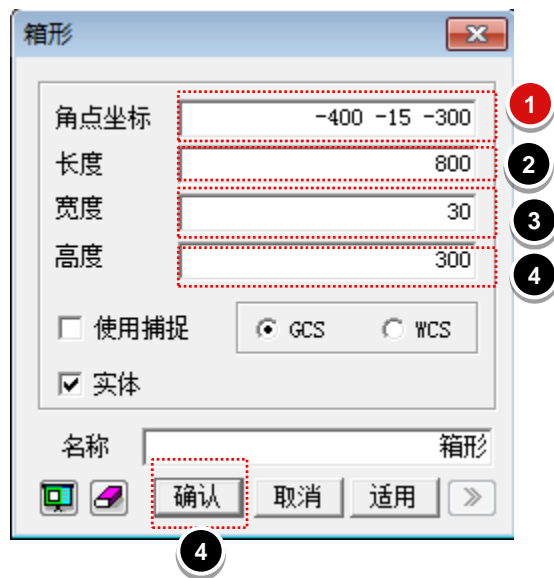 箱形
角点坐标 -400 -15 -300 1
长度 800 2
宽度 30 3
高度 300 4
使用捕捉 GCS WCS
实体
名称 箱形
确认 取消 适用
4